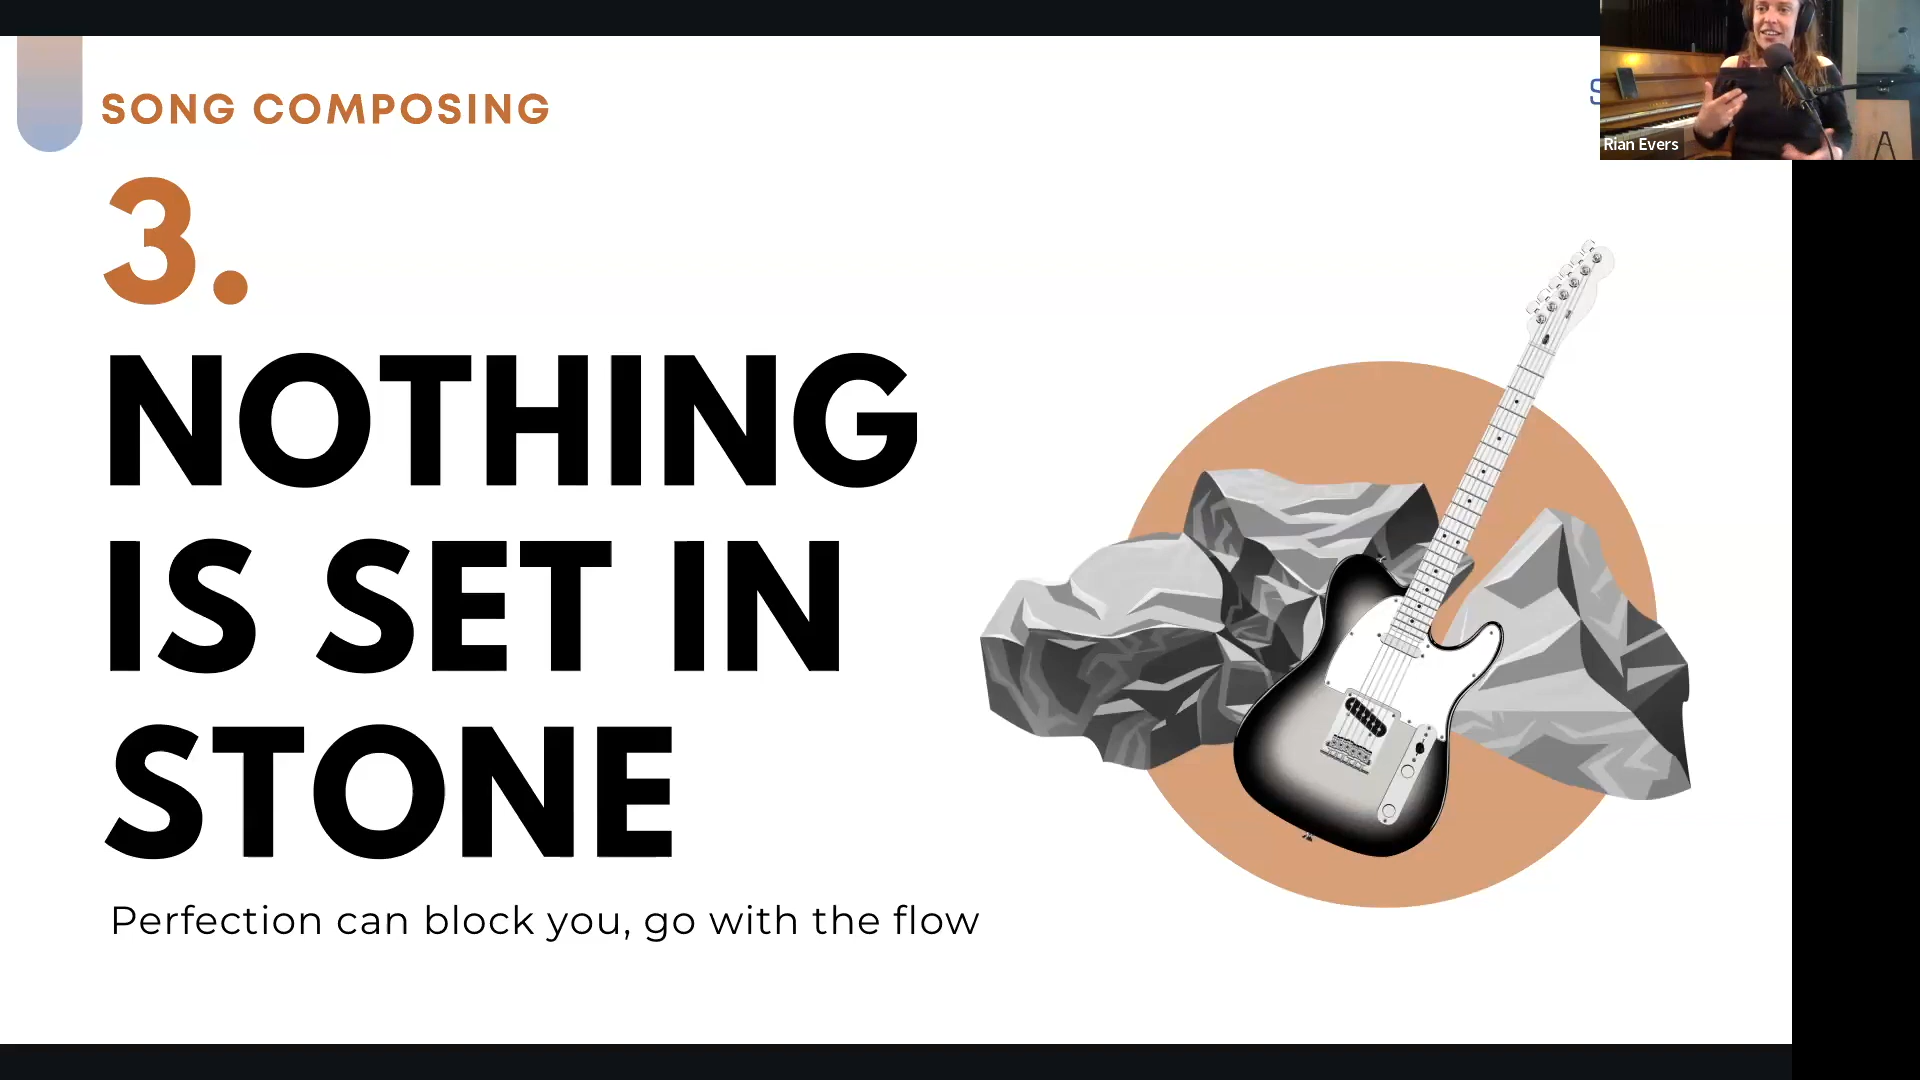 SONG COMPOSING
Rian Evers
3.
NOTHING
IS SET IN
STONE
Perfection can block you, go with the flow